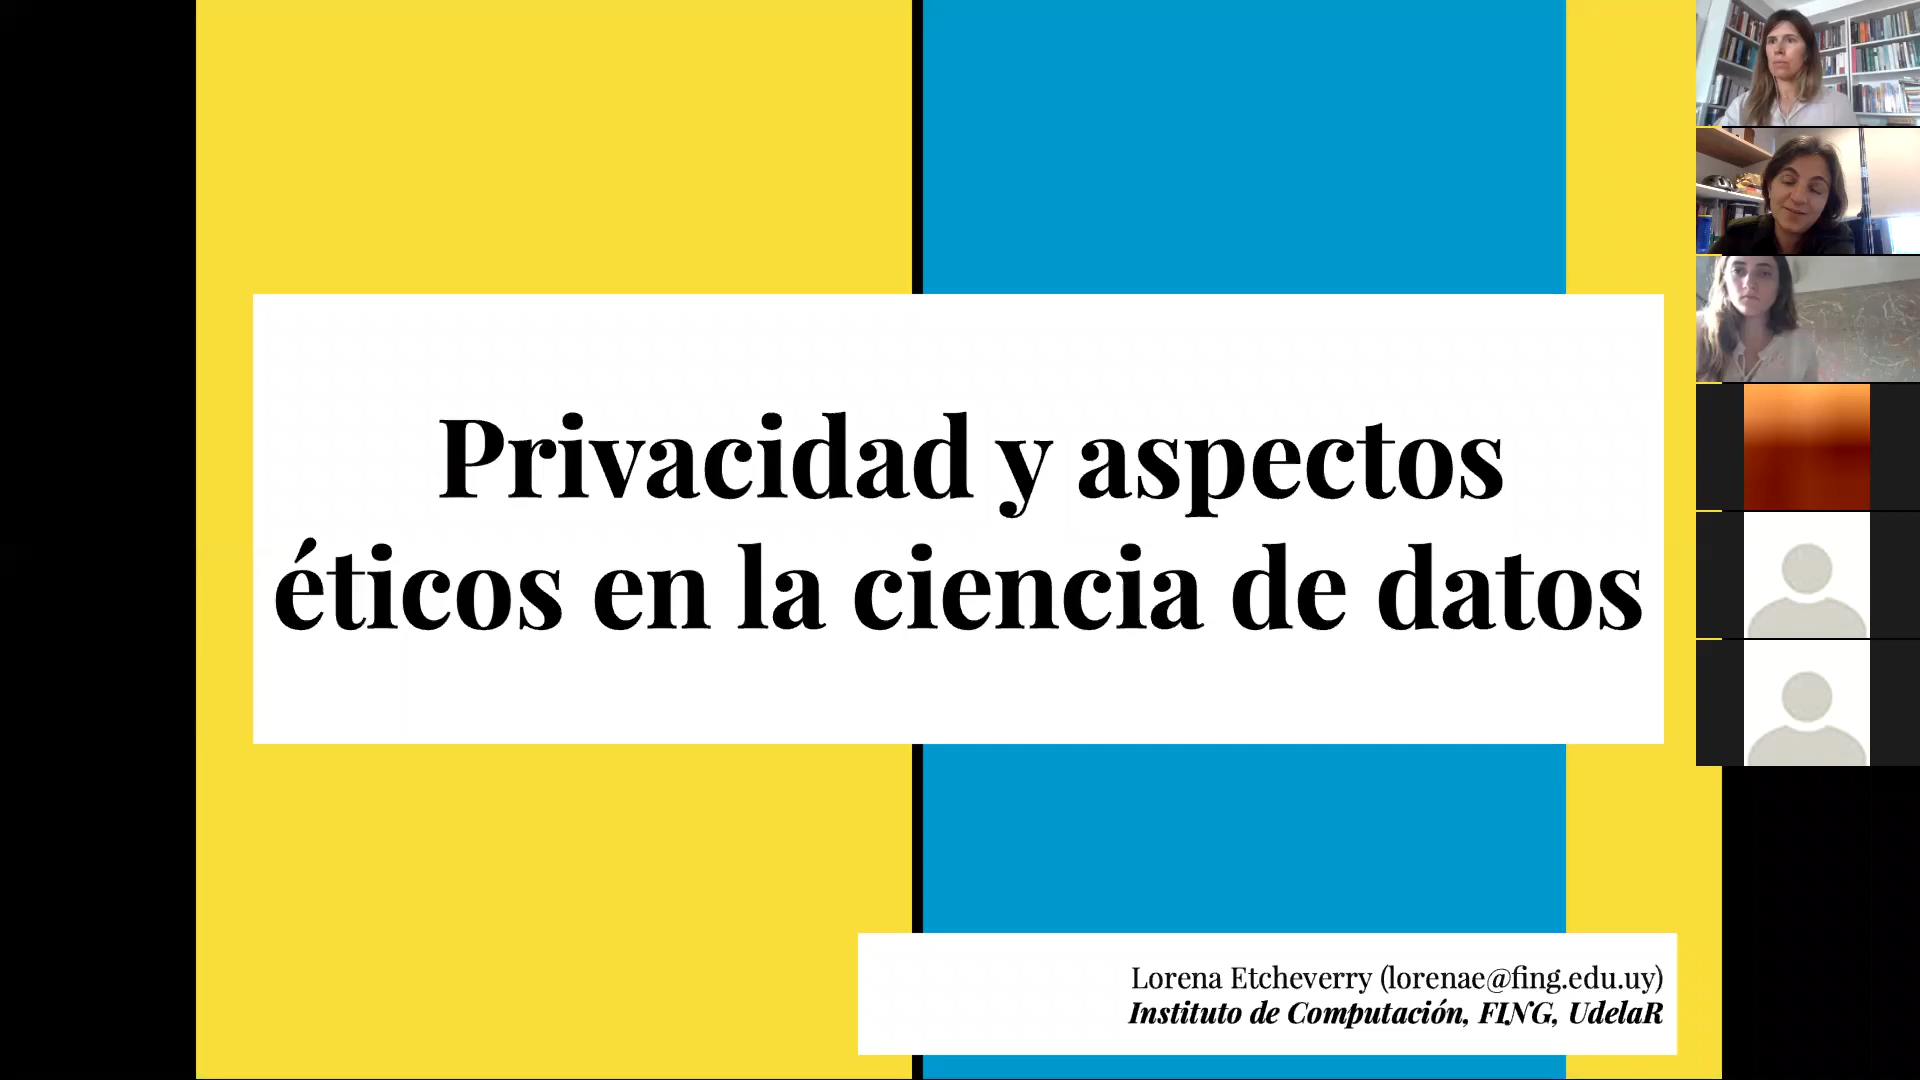 Privacidad y aspectos
éticos en la ciencia de datos
Lorena Etcheverry (lorenae@fing.edu.uy)
Instituto de Computación, FING, UdelaR